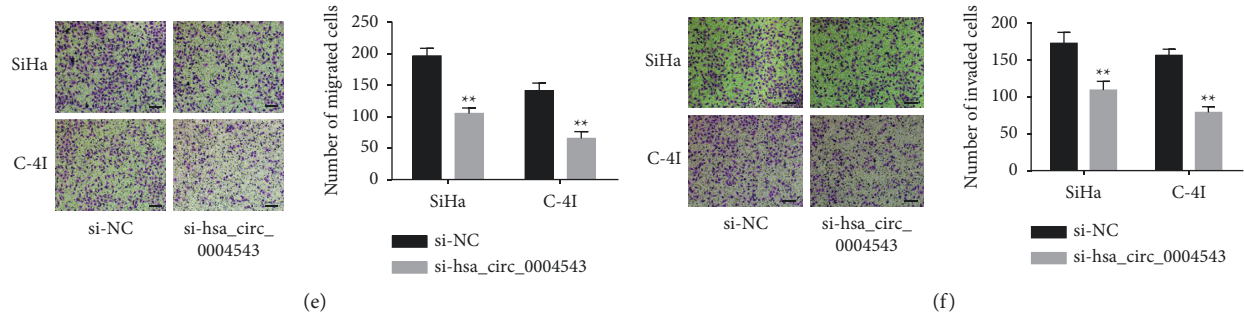 SiHa
C-4I
si-NC
si-hsa_circ_
0004543
Number of migrated cells
250
200
150
100
50
0
**
**
SiHa
C-4I
si-NC
si-hsa_circ_0004543
(e)
SiHa
C-4I
si-NC
si-hsa_circ_
0004543
Number of invaded cells
200
150
100
50
0
**
**
SiHa
C-4I
si-NC
si-hsa_circ_0004543
(f)